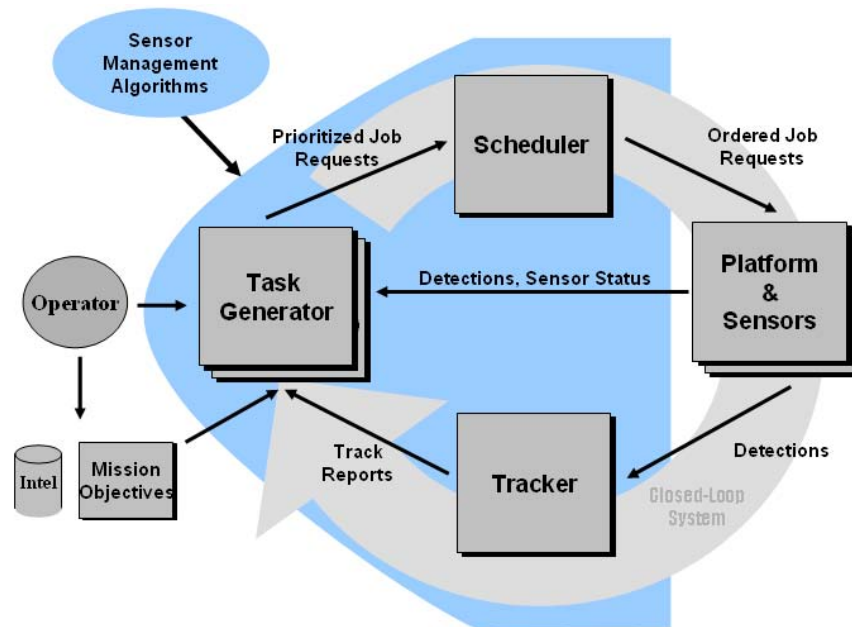 Sensor
Management
Algorithms
Prioritized Job
Requests
Scheduler
Ordered Job
Requests
Task
Generator
Detections, Sensor Status
Platform
&
Sensors
Operator
Intel
Mission
Objectives
Track
Reports
Tracker
Detections
Closed-Loop
System